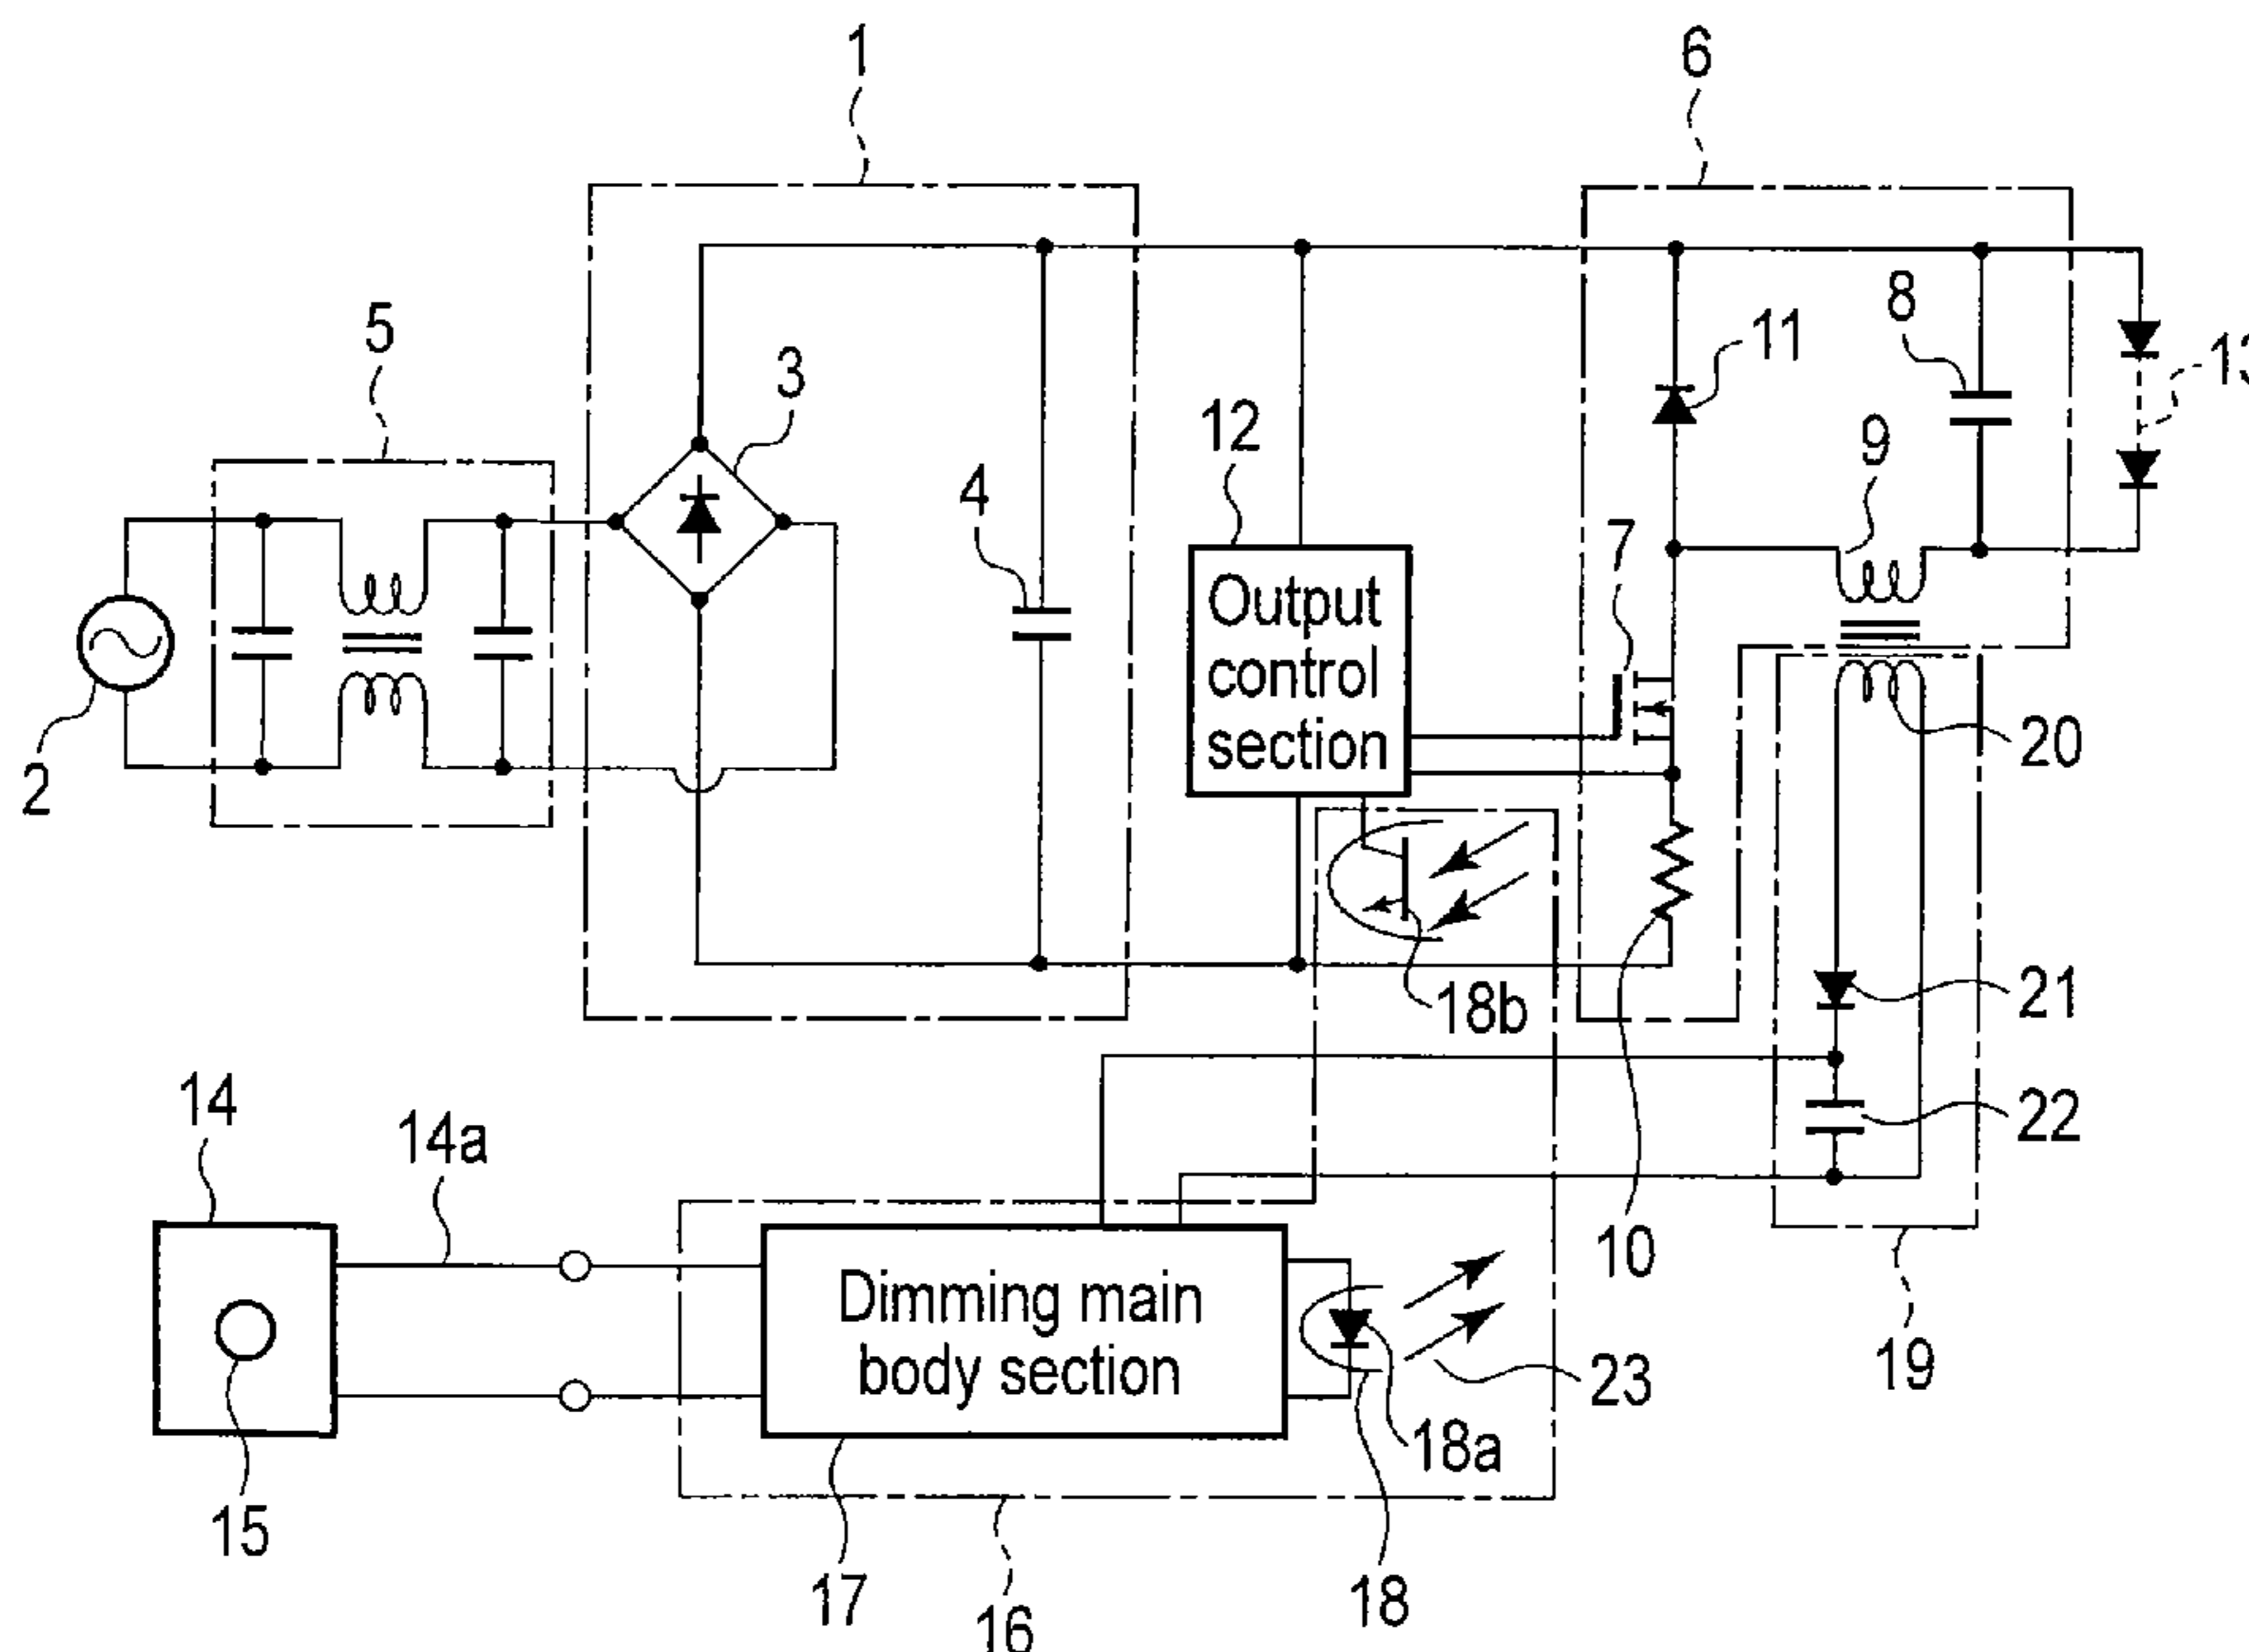 1
6
5
3
8
11
13
12
4
9
7
Output
control
section
2
20
18b
21
14
14a
22
10
Dimming main
body section
19
23
18a
15
17
16
18